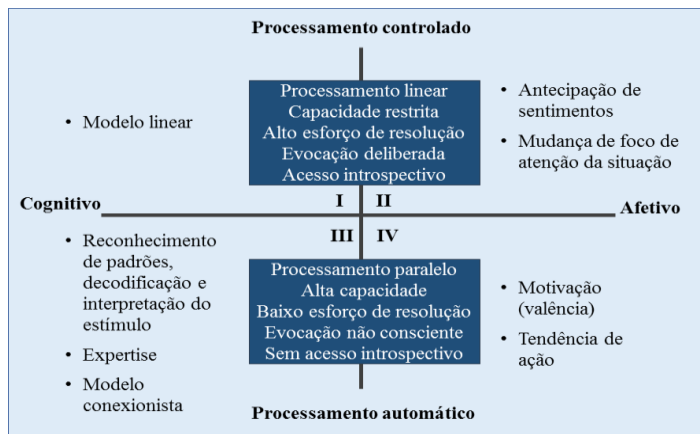 Processamento controlado
Processamento linear
Capacidade restrita
Alto esforço de resolução
Evocação deliberada
Acesso introspectivo
• Modelo linear
• Antecipação de
sentimentos
• Mudança de foco de
atenção da situação
Cognitivo
I
II
Afetivo
III
IV
• Reconhecimento
de padrões,
decodificação e
interpretação do
estímulo
• Expertise
• Modelo
conexionista
Processamento paralelo
Alta capacidade
Baixo esforço de resolução
Evocação não consciente
Sem acesso introspectivo
• Motivação
(valência)
• Tendência de
ação
Processamento automático